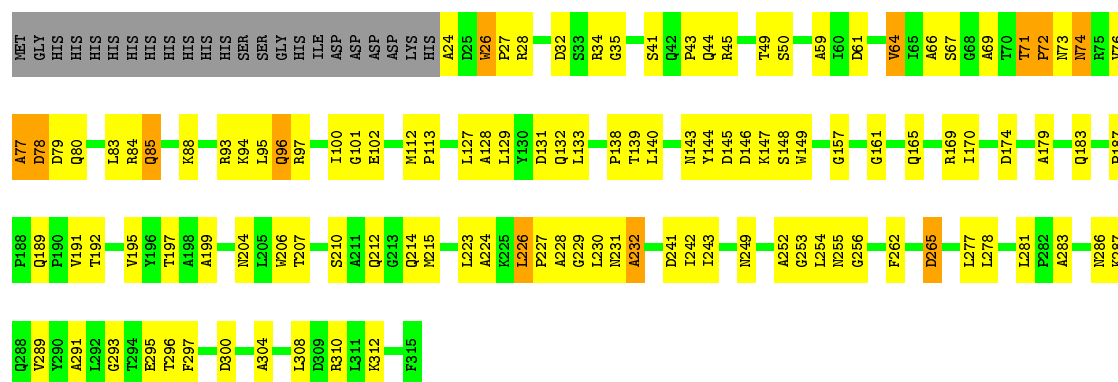 MET GLY HIS HIS HIS HIS HIS HIS HIS HIS HIS HIS SER SER GLY HIS ILE ASP ASP ASP ASP LYS HIS A24 D25 W26 P27 R28 D32 S33 R34 G35 S41 Q42 P43 Q44 R45 T49 S50 A59 I60 D61 V64 I65 A66 S67 G68 A69 T70 T71 P72 N73 N74 R75 V76
A77 D78 D79 Q80 L83 R84 Q85 K88 R93 K94 L95 Q96 R97 I100 G101 E102 M112 P113 L127 A128 L129 Y130 D131 Q132 L133 P138 T139 L140 N143 Y144 D145 D146 K147 S148 W149 G157 G161 Q165 R169 I170 D174 A179 Q183
P188 Q189 P190 V191 T192 V195 Y196 T197 A198 A199 N204 L205 W206 T207 S210 A211 Q212 G213 Q214 M215 L223 A224 K225 L226 P227 A228 G229 L230 N231 A232 D241 I242 I243 N249 A252 G253 L254 N255 G256 F262 D265 L277 L278 L281 P282 A283 N286 K287
Q288 V289 Y290 A291 L292 G293 T294 E295 T296 F297 D300 A304 L308 D309 R310 L311 K312 F315